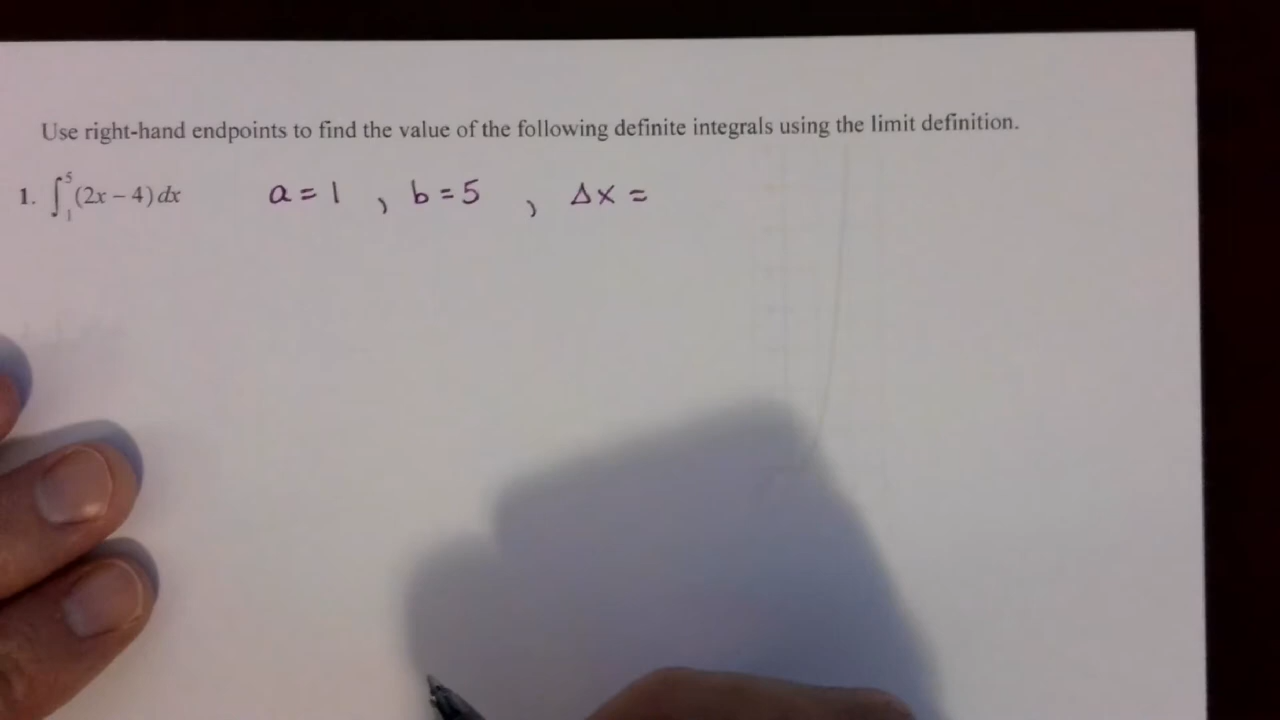 Use right-hand endpoints to find the value of the following definite integrals using the limit definition.
1. ∫₁⁵ (2x − 4) dx a = 1 , b = 5 , Δx =